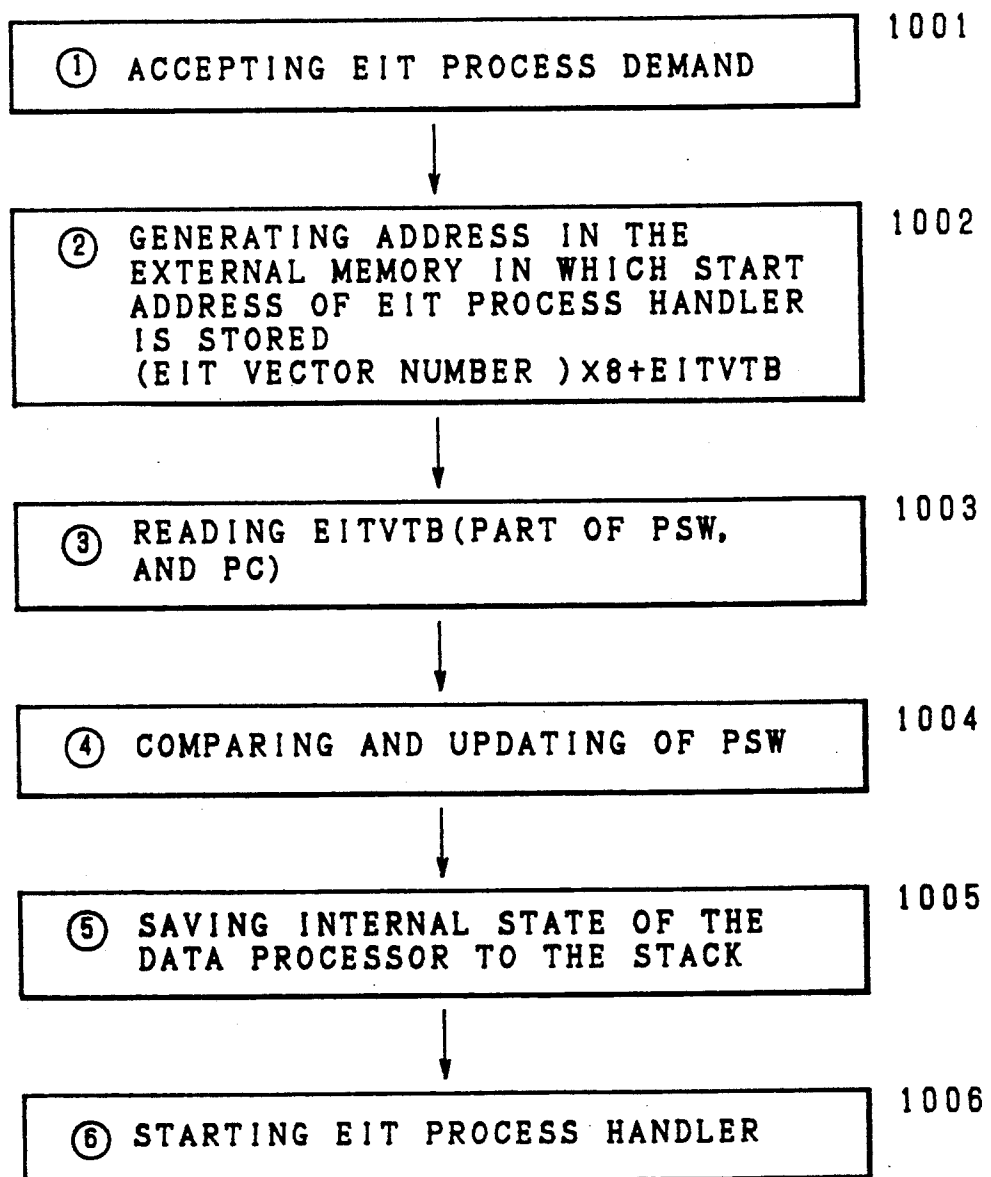 1001
① ACCEPTING EIT PROCESS DEMAND
1002
② GENERATING ADDRESS IN THE
EXTERNAL MEMORY IN WHICH START
ADDRESS OF EIT PROCESS HANDLER
IS STORED
(EIT VECTOR NUMBER )X8+EITVTB
1003
③ READING EITVTB(PART OF PSW,
AND PC)
1004
④ COMPARING AND UPDATING OF PSW
1005
⑤ SAVING INTERNAL STATE OF THE
DATA PROCESSOR TO THE STACK
1006
⑥ STARTING EIT PROCESS HANDLER